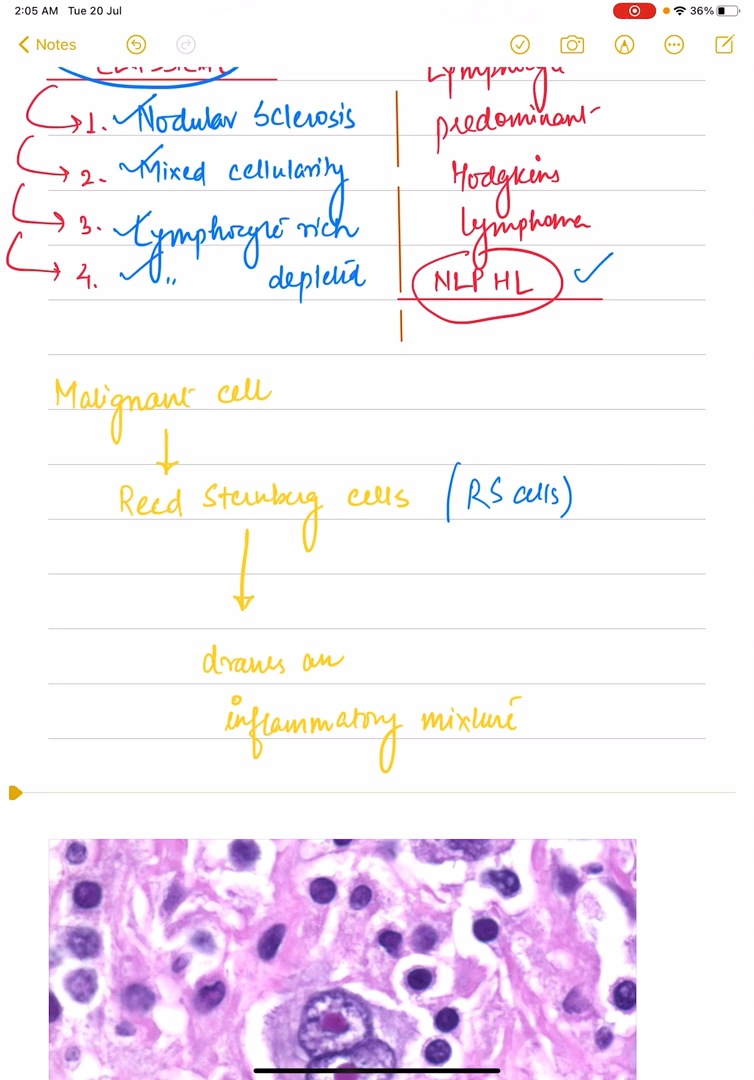 2:05 AM Tue 20 Jul 36%
Notes
1. Nodular Sclerosis
2. Mixed cellularity
3. Lymphocyte rich
4. " depleted
predominant
Hodgkins
Lymphoma
NLPHL
Malignant cell
Reed Sternberg cells (RS cells)
draws an
inflammatory mixture